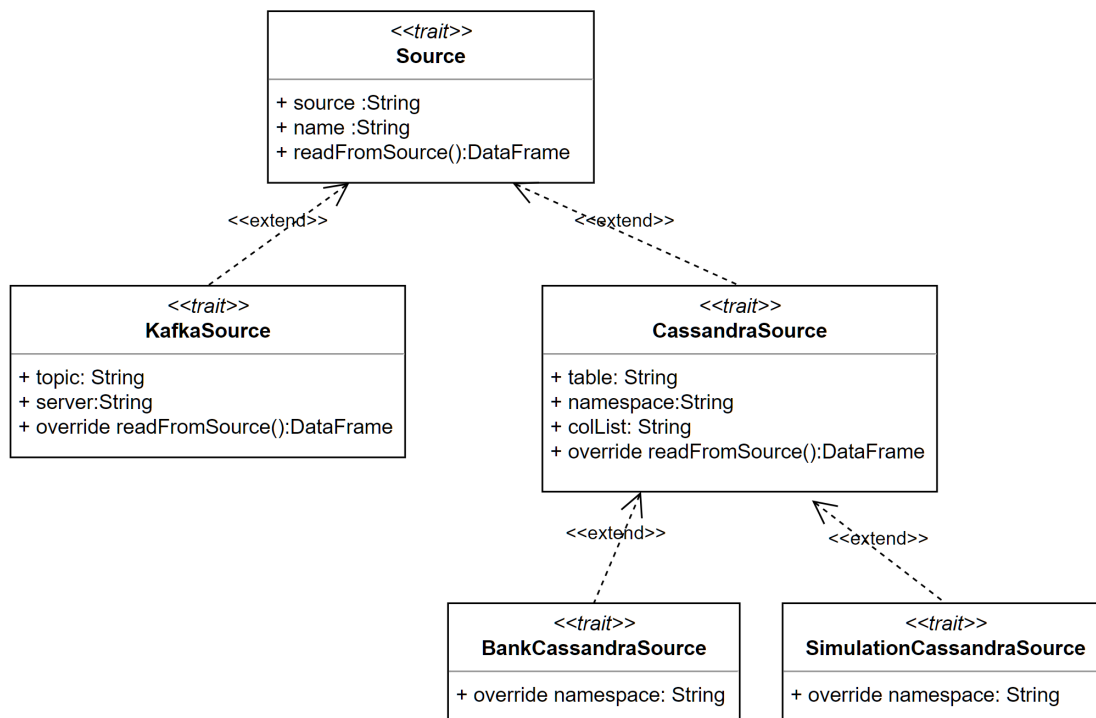 <<trait>>
Source
+ source :String
+ name :String
+ readFromSource():DataFrame
<<extend>>
<<extend>>
<<trait>>
KafkaSource
+ topic: String
+ server:String
+ override readFromSource():DataFrame
<<trait>>
CassandraSource
+ table: String
+ namespace:String
+ colList: String
+ override readFromSource():DataFrame
<<extend>>
<<extend>>
<<trait>>
BankCassandraSource
+ override namespace: String
<<trait>>
SimulationCassandraSource
+ override namespace: String